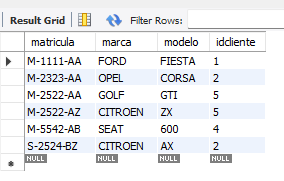 Result Grid Filter Rows:
matricula marca modelo idcliente
M-1111-AA FORD FIESTA 1
M-2323-AA OPEL CORSA 2
M-2522-AA GOLF GTI 5
M-2522-AZ CITROEN ZX 5
M-5542-AB SEAT 600 4
S-2524-BZ CITROEN AX 2
NULL NULL NULL NULL